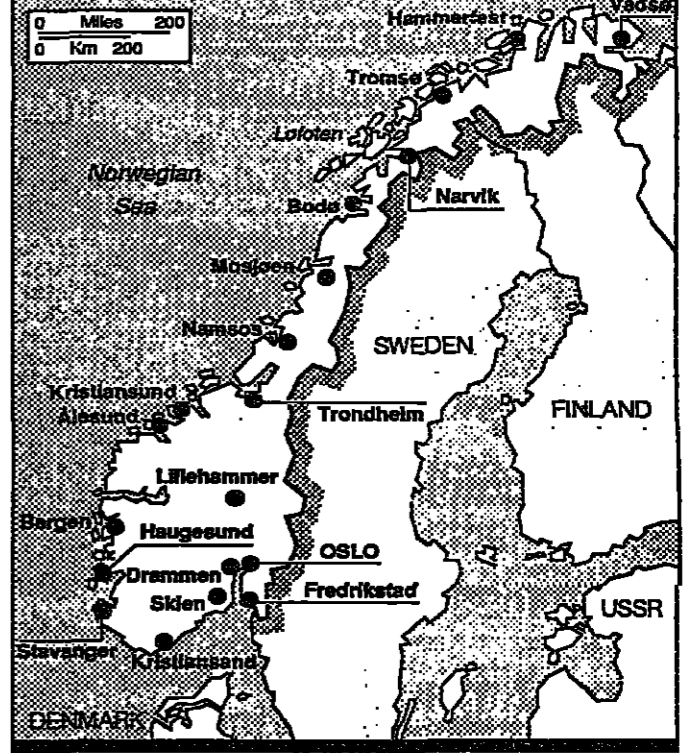 Vadsø
Hammerfest
0 Miles 200
0 Km 200
Tromsø
Lofoten
Norwegian
Sea
Narvik
Bodø
Mosjøen
Namsos
SWEDEN
Kristiansund
Ålesund
Trondheim
FINLAND
Lillehammer
Bergen
Haugesund
OSLO
Drammen
Skien
Fredrikstad
USSR
Stavanger
Kristiansand
DENMARK